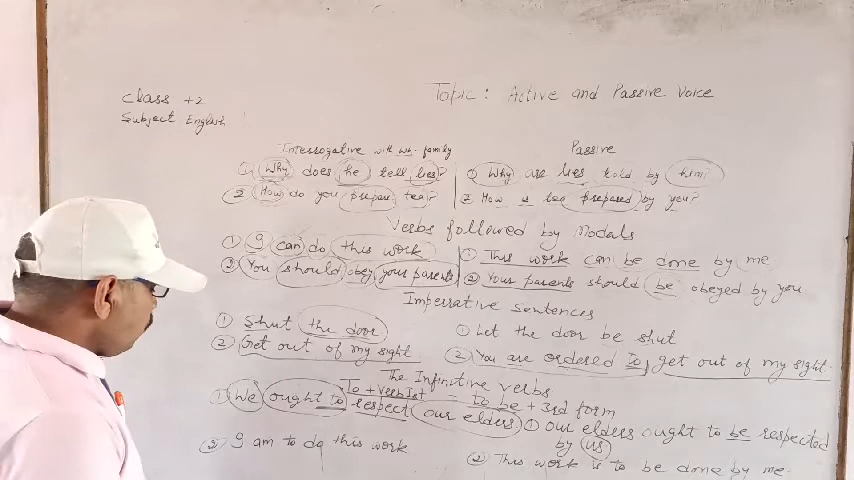 Class +2
Subject English
Topic: Active and Passive Voice
Interrogative with Wh- family
① Why does he tell lies?
② How do you prepare tea?
Passive
① Why are lies told by him?
② How is tea prepared by you?
Verbs followed by Modals
① I can do this work
② You should obey your parents
① This work can be done by me
② Your parents should be obeyed by you.
Imperative Sentences
① Shut the door
② Get out of my sight
① Let the door be shut
② You are ordered to get out of my sight.
The Infinitive verbs
To + Verb Ist = to be + 3rd form
① We ought to respect our elders
① Our elders ought to be respected by us
② I am to do this work
② This work is to be done by me.